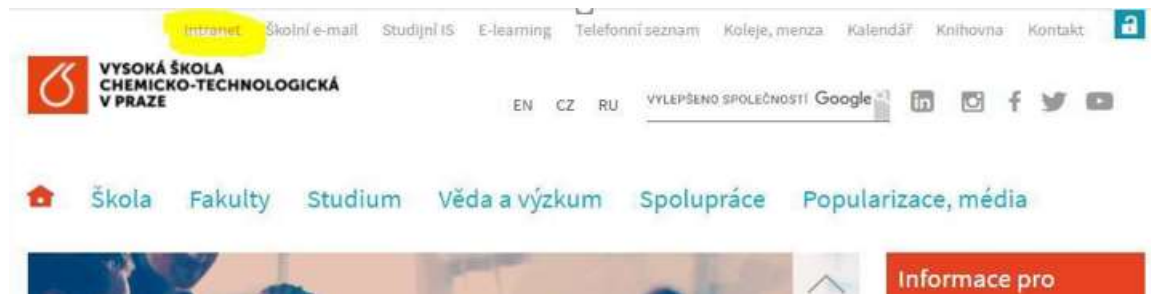 Intranet Školní e-mail Studijní IS E-learning Telefonní seznam Koleje, menza Kalendář Knihovna Kontakt
VYSOKÁ ŠKOLA
CHEMICKO-TECHNOLOGICKÁ
V PRAZE
EN CZ RU VYLEPŠENO SPOLEČNOSTÍ Google
Škola Fakulty Studium Věda a výzkum Spolupráce Popularizace, média
Informace pro